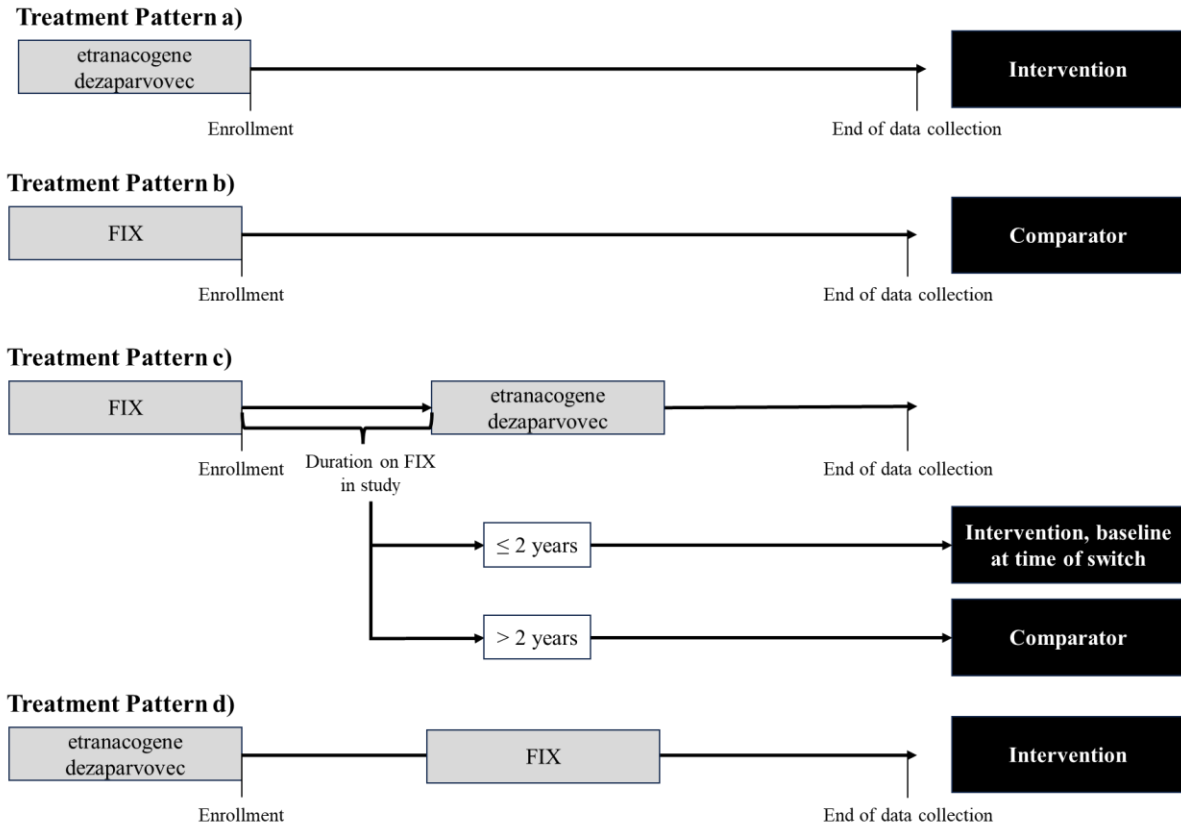 Treatment Pattern a)
etranacogene
dezaparvovec
Intervention
Enrollment
End of data collection
Treatment Pattern b)
FIX
Comparator
Enrollment
End of data collection
Treatment Pattern c)
FIX
etranacogene
dezaparvovec
Enrollment
Duration on FIX
in study
End of data collection
≤ 2 years
Intervention, baseline
at time of switch
> 2 years
Comparator
Treatment Pattern d)
etranacogene
dezaparvovec
FIX
Intervention
Enrollment
End of data collection